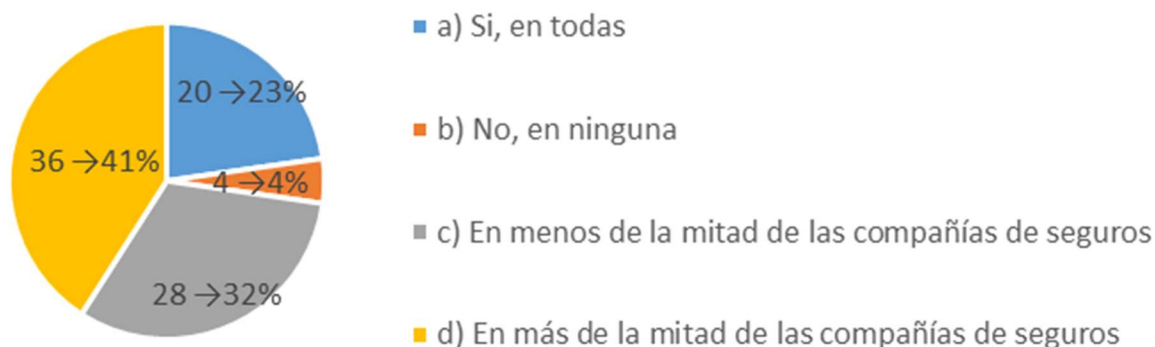 a) Si, en todas
20 →23%
b) No, en ninguna
36 →41%
4 →4%
c) En menos de la mitad de las compañías de seguros
28 →32%
d) En más de la mitad de las compañías de seguros